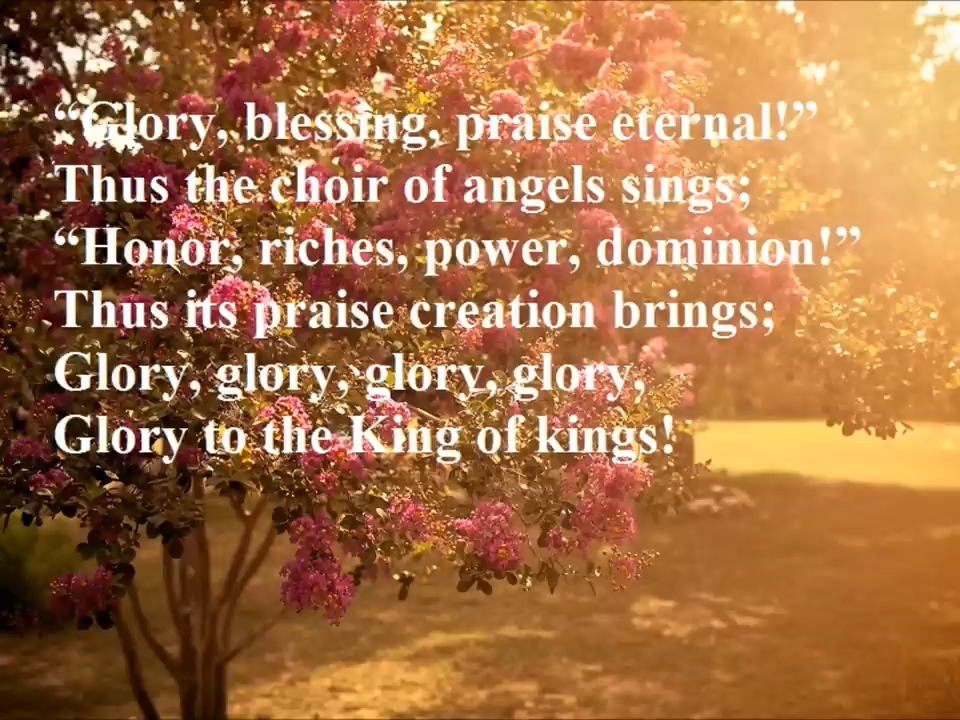 “Glory, blessing, praise eternal!”
Thus the choir of angels sings;
“Honor, riches, power, dominion!”
Thus its praise creation brings;
Glory, glory, glory, glory,
Glory to the King of kings!